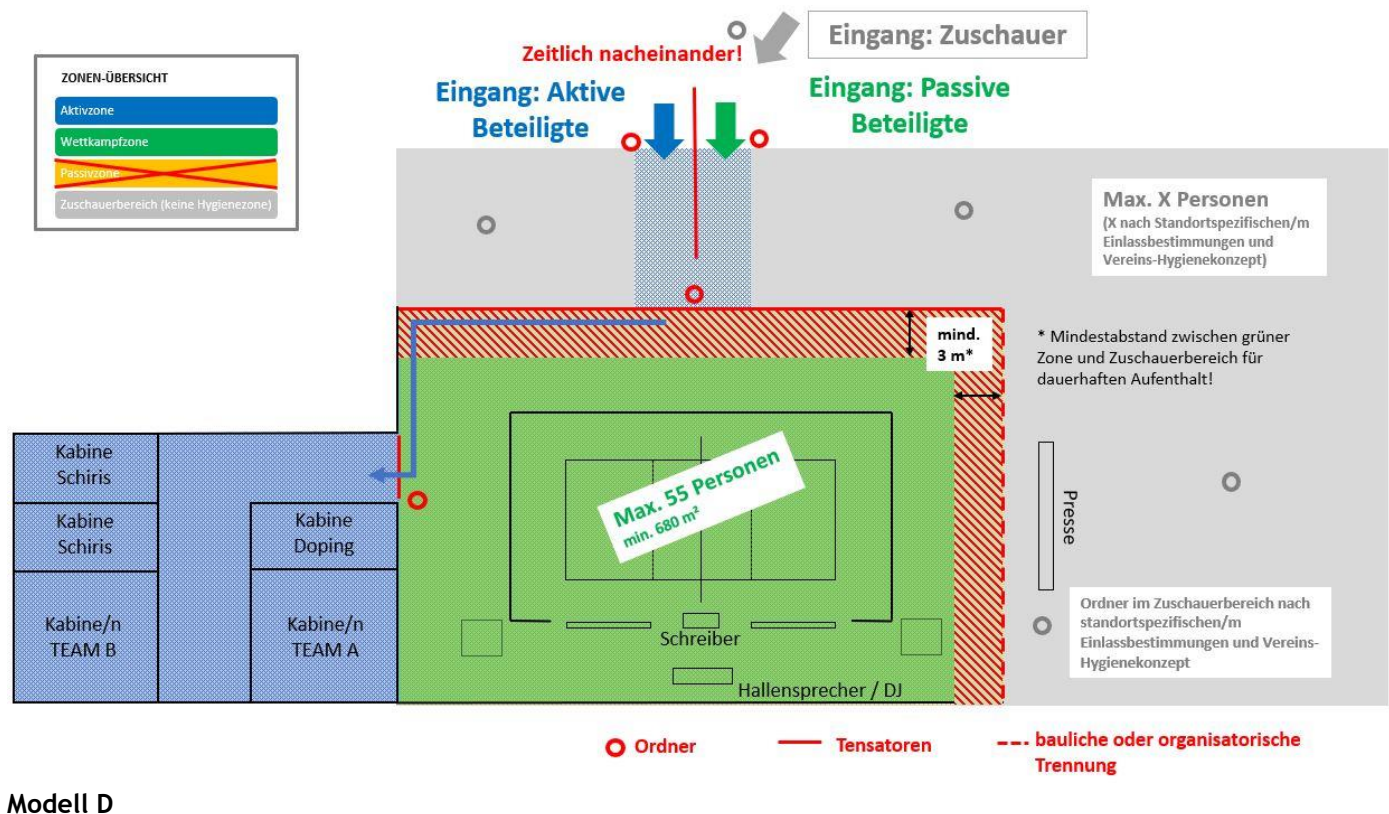 Eingang: Zuschauer
Zeitlich nacheinander!
ZONEN-ÜBERSICHT
Aktivzone
Wettkampfzone
Passivzone
Zuschauerbereich (keine Hygienezone)
Eingang: Aktive
Beteiligte
Eingang: Passive
Beteiligte
Max. X Personen
(X nach Standortspezifischen/m
Einlassbestimmungen und
Vereins-Hygienekonzept)
mind.
3 m*
* Mindestabstand zwischen grüner
Zone und Zuschauerbereich für
dauerhaften Aufenthalt!
Kabine
Schiris
Kabine
Schiris
Kabine
Doping
Kabine/n
TEAM B
Kabine/n
TEAM A
Max. 55 Personen
min. 680 m²
Schreiber
Hallensprecher / DJ
Presse
Ordner im Zuschauerbereich nach
standortspezifischen/m
Einlassbestimmungen und Vereins-
Hygienekonzept
Ordner
Tensatoren
bauliche oder organisatorische
Trennung
Modell D